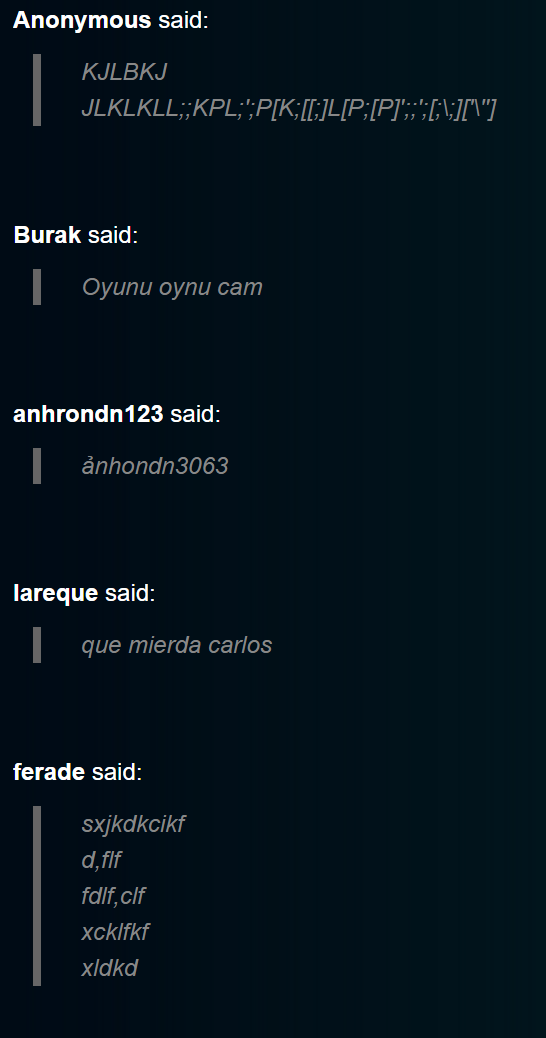 Anonymous said:
KJLBKJ
JLKLKLL;;KPL;';P[K;[[;]L[P;[P]';;';[;\;]['\"]
Burak said:
Oyunu oynu cam
anhrondn123 said:
ảnhondn3063
lareque said:
que mierda carlos
ferade said:
sxjkdkcikf
d,flf
fdlf,clf
xcklfkf
xldkd